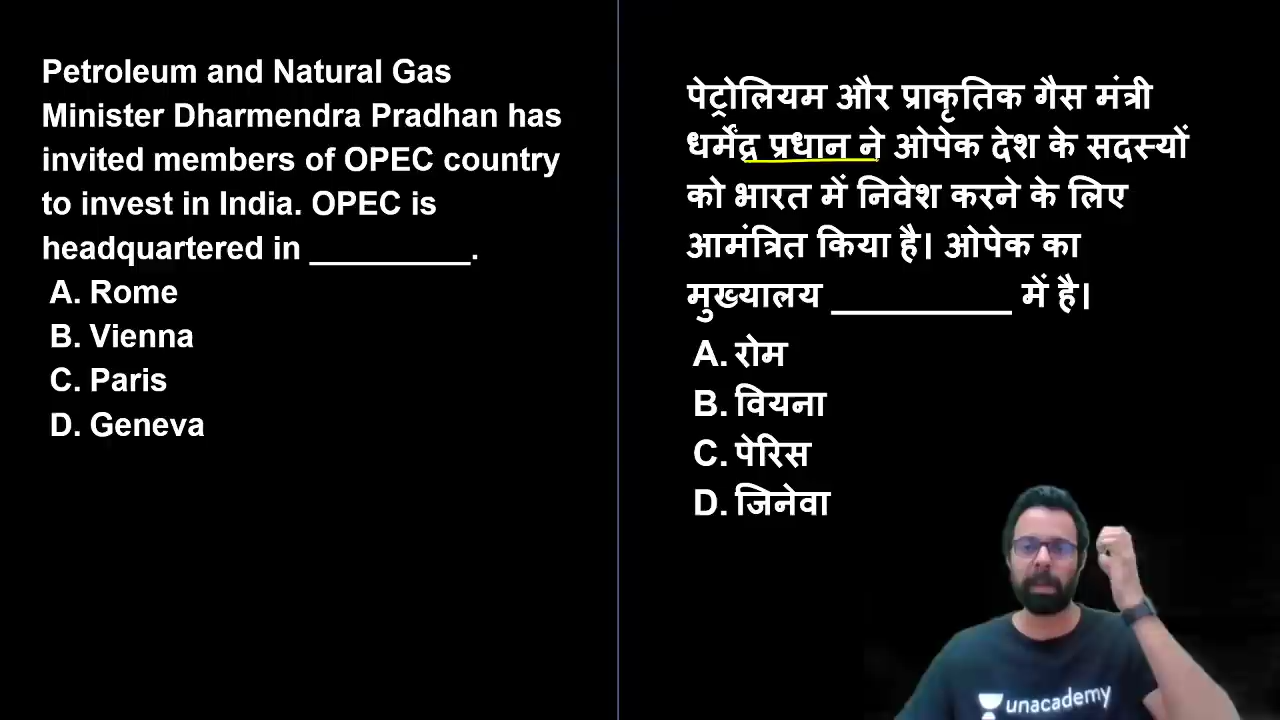 Petroleum and Natural Gas
Minister Dharmendra Pradhan has
invited members of OPEC country
to invest in India. OPEC is
headquartered in __________.
A. Rome
B. Vienna
C. Paris
D. Geneva
पेट्रोलियम और प्राकृतिक गैस मंत्री
धर्मेंद्र प्रधान ने ओपेक देश के सदस्यों
को भारत में निवेश करने के लिए
आमंत्रित किया है। ओपेक का
मुख्यालय __________ में है।
A. रोम
B. वियना
C. पेरिस
D. जिनेवा
unacademy